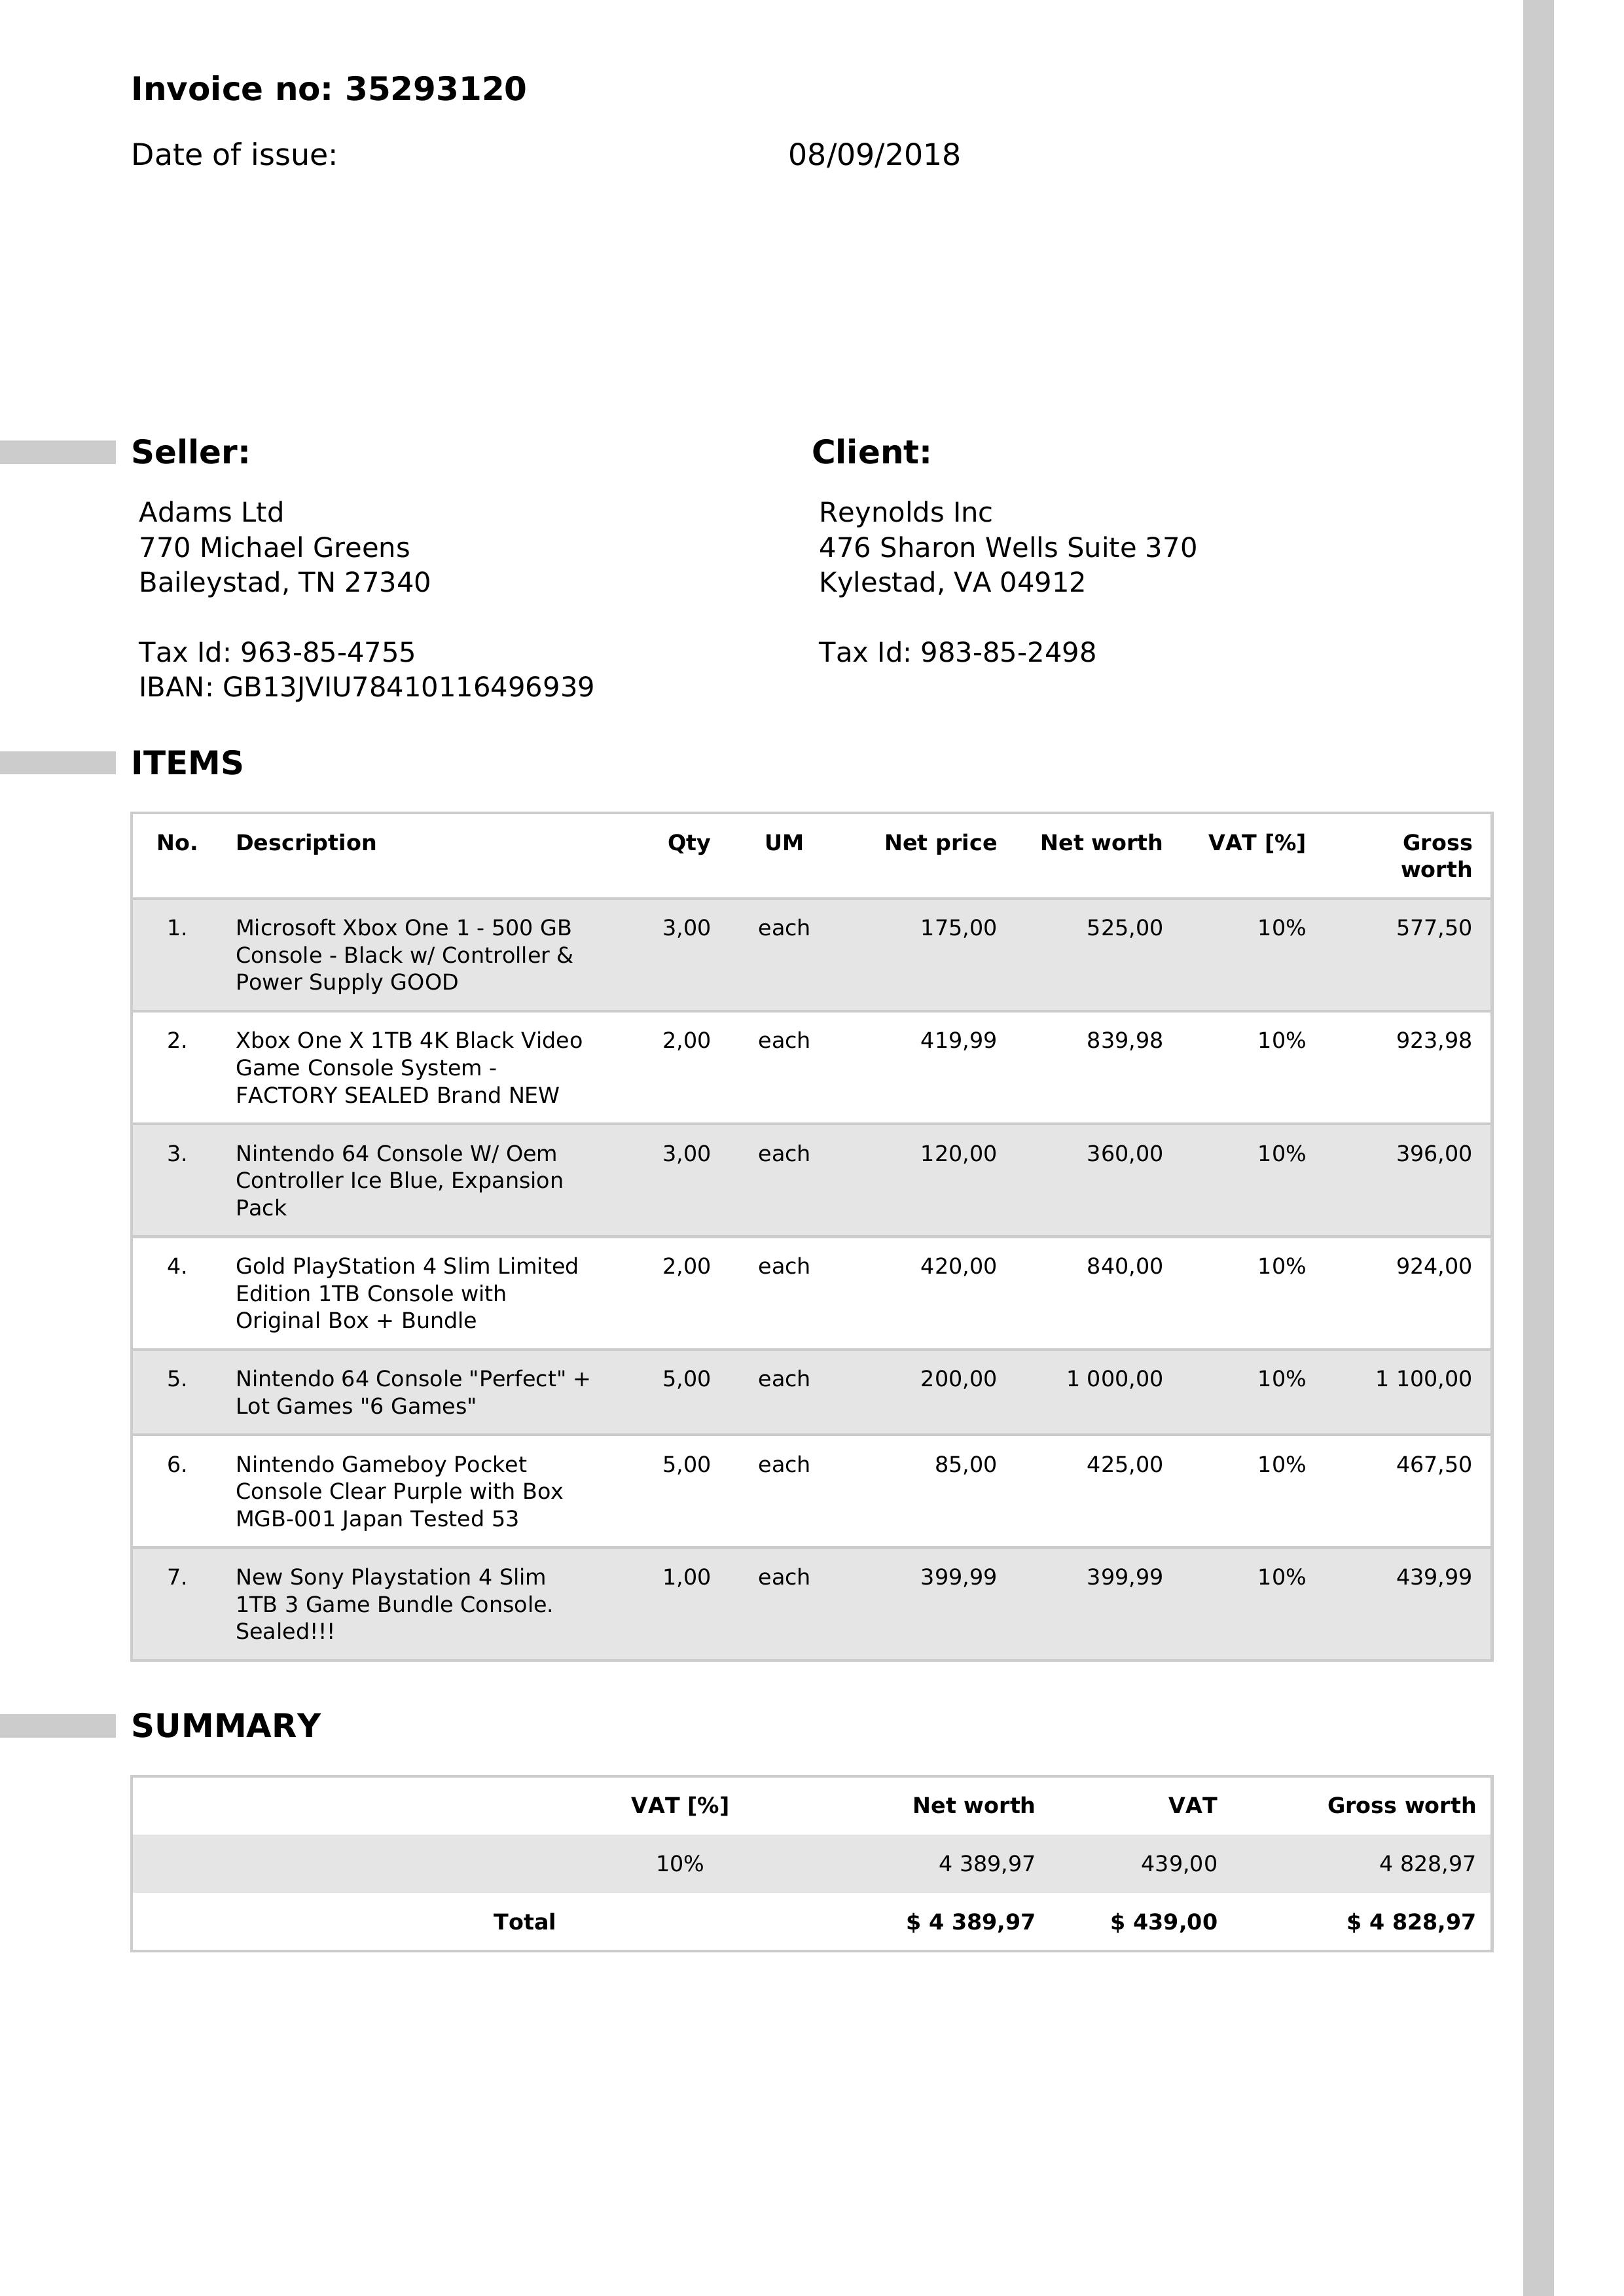 Invoice no: 35293120
Date of issue: 08/09/2018
Seller:
Adams Ltd
770 Michael Greens
Baileystad, TN 27340
Tax Id: 963-85-4755
IBAN: GB13JVIU78410116496939
Client:
Reynolds Inc
476 Sharon Wells Suite 370
Kylestad, VA 04912
Tax Id: 983-85-2498
ITEMS
No. Description Qty UM Net price Net worth VAT [%] Gross
worth
1. Microsoft Xbox One 1 - 500 GB 3,00 each 175,00 525,00 10% 577,50
Console - Black w/ Controller &
Power Supply GOOD
2. Xbox One X 1TB 4K Black Video 2,00 each 419,99 839,98 10% 923,98
Game Console System -
FACTORY SEALED Brand NEW
3. Nintendo 64 Console W/ Oem 3,00 each 120,00 360,00 10% 396,00
Controller Ice Blue, Expansion
Pack
4. Gold PlayStation 4 Slim Limited 2,00 each 420,00 840,00 10% 924,00
Edition 1TB Console with
Original Box + Bundle
5. Nintendo 64 Console "Perfect" + 5,00 each 200,00 1 000,00 10% 1 100,00
Lot Games "6 Games"
6. Nintendo Gameboy Pocket 5,00 each 85,00 425,00 10% 467,50
Console Clear Purple with Box
MGB-001 Japan Tested 53
7. New Sony Playstation 4 Slim 1,00 each 399,99 399,99 10% 439,99
1TB 3 Game Bundle Console.
Sealed!!!
SUMMARY
VAT [%] Net worth VAT Gross worth
10% 4 389,97 439,00 4 828,97
Total $ 4 389,97 $ 439,00 $ 4 828,97